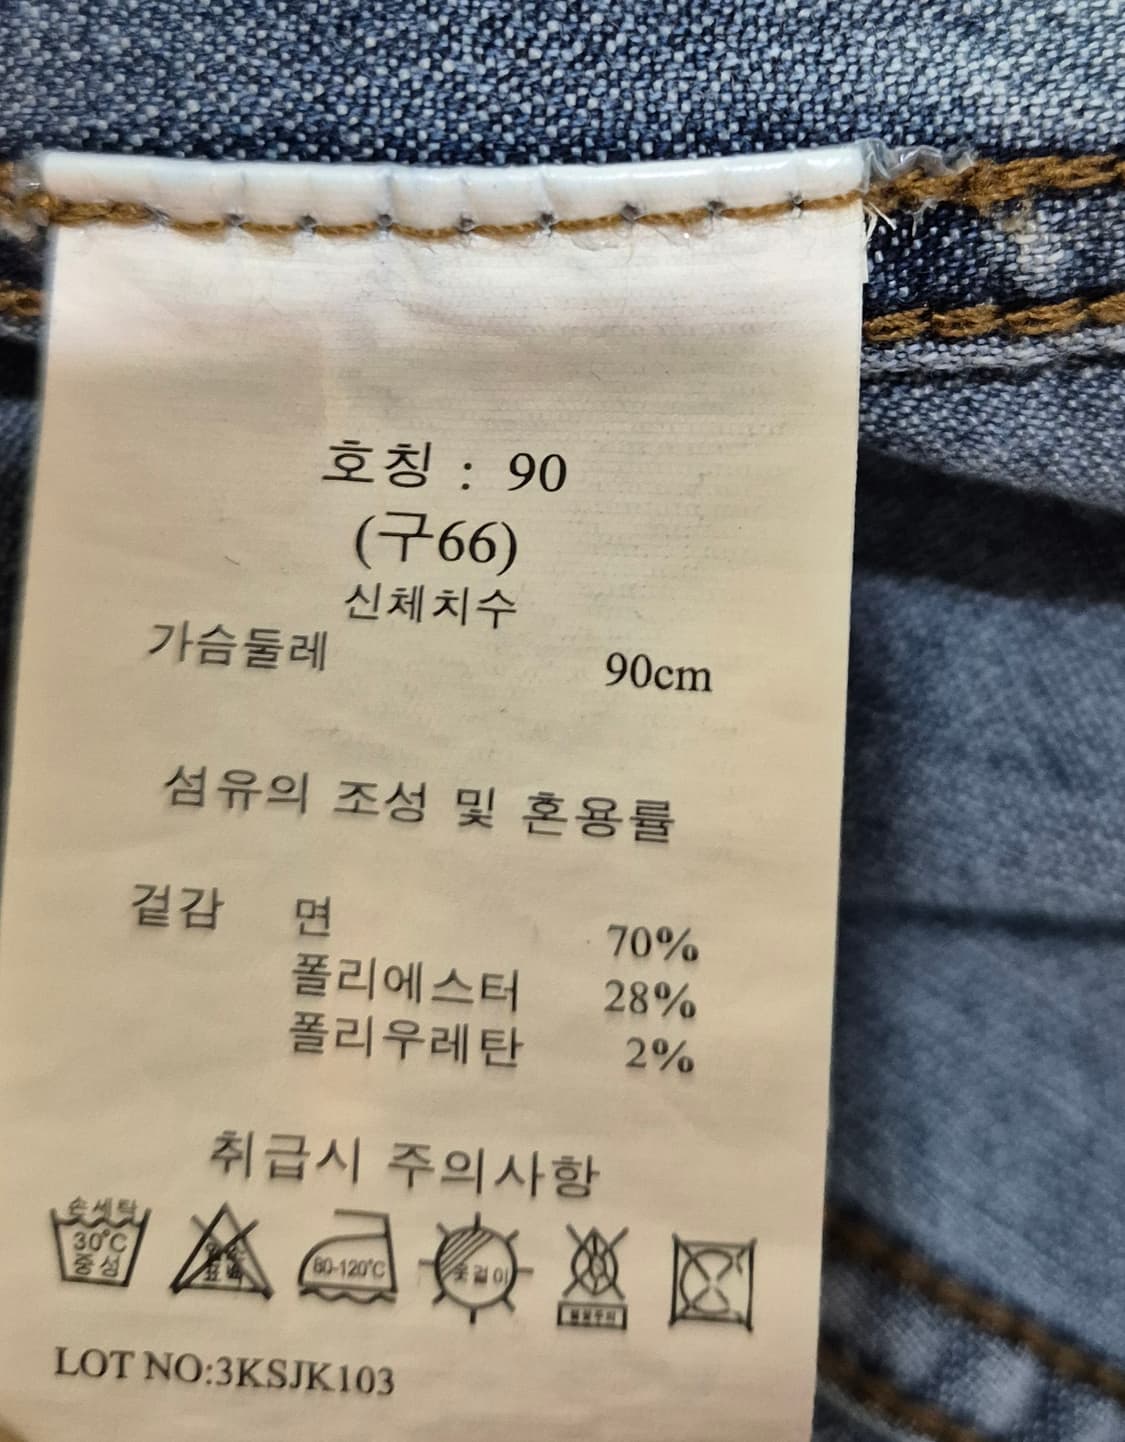 호칭 : 90
(구66)
신체치수
가슴둘레 90cm
섬유의 조성 및 혼용률
겉감 면 70%
폴리에스터 28%
폴리우레탄 2%
취급시 주의사항
손세탁
30°C
중성
80-120°C
옷걸이
LOT NO:3KSJK103